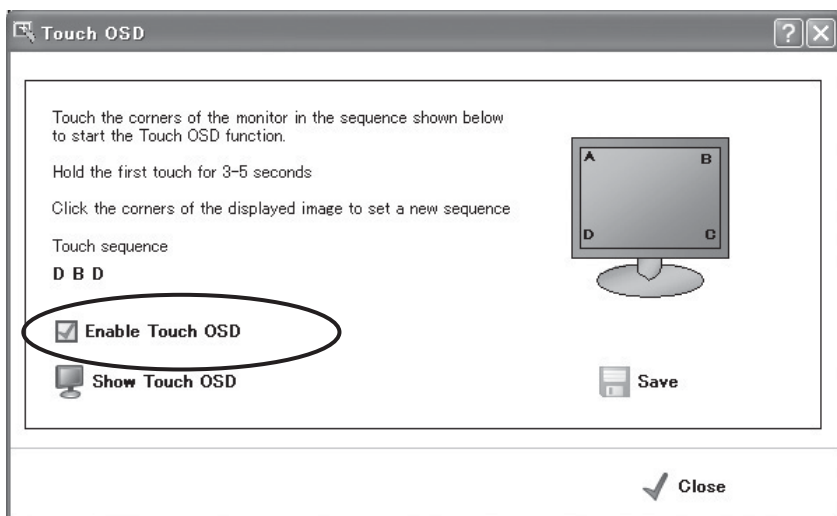 Touch OSD
Touch the corners of the monitor in the sequence shown below
to start the Touch OSD function.
Hold the first touch for 3-5 seconds
Click the corners of the displayed image to set a new sequence
Touch sequence
D B D
A B
D C
Enable Touch OSD
Show Touch OSD
Save
Close